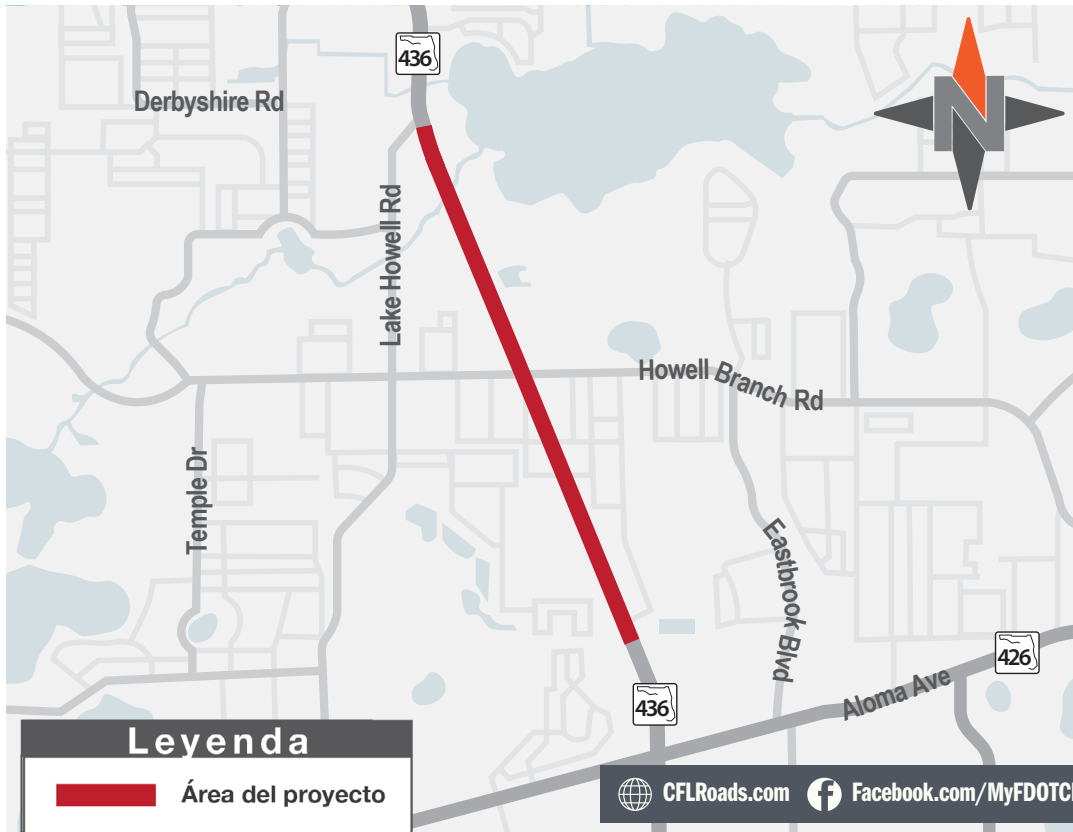 436
Derbyshire Rd
Lake Howell Rd
Howell Branch Rd
Temple Dr
Eastbrook Blvd
426
Aloma Ave
436
Leyenda
Área del proyecto
CFLRoads.com
N